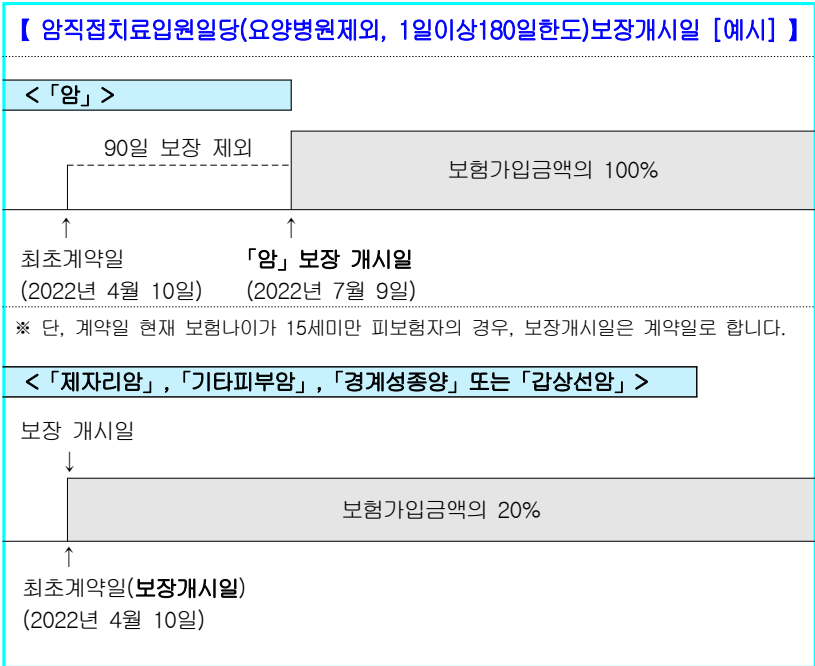 【 암직접치료입원일당(요양병원제외, 1일이상180일한도)보장개시일 [예시] 】
<「암」>
90일 보장 제외
보험가입금액의 100%
↑ ↑
최초계약일 「암」보장 개시일
(2022년 4월 10일) (2022년 7월 9일)
※ 단, 계약일 현재 보험나이가 15세미만 피보험자의 경우, 보장개시일은 계약일로 합니다.
<「제자리암」,「기타피부암」,「경계성종양」또는「갑상선암」>
보장 개시일
↓
보험가입금액의 20%
↑
최초계약일(보장개시일)
(2022년 4월 10일)